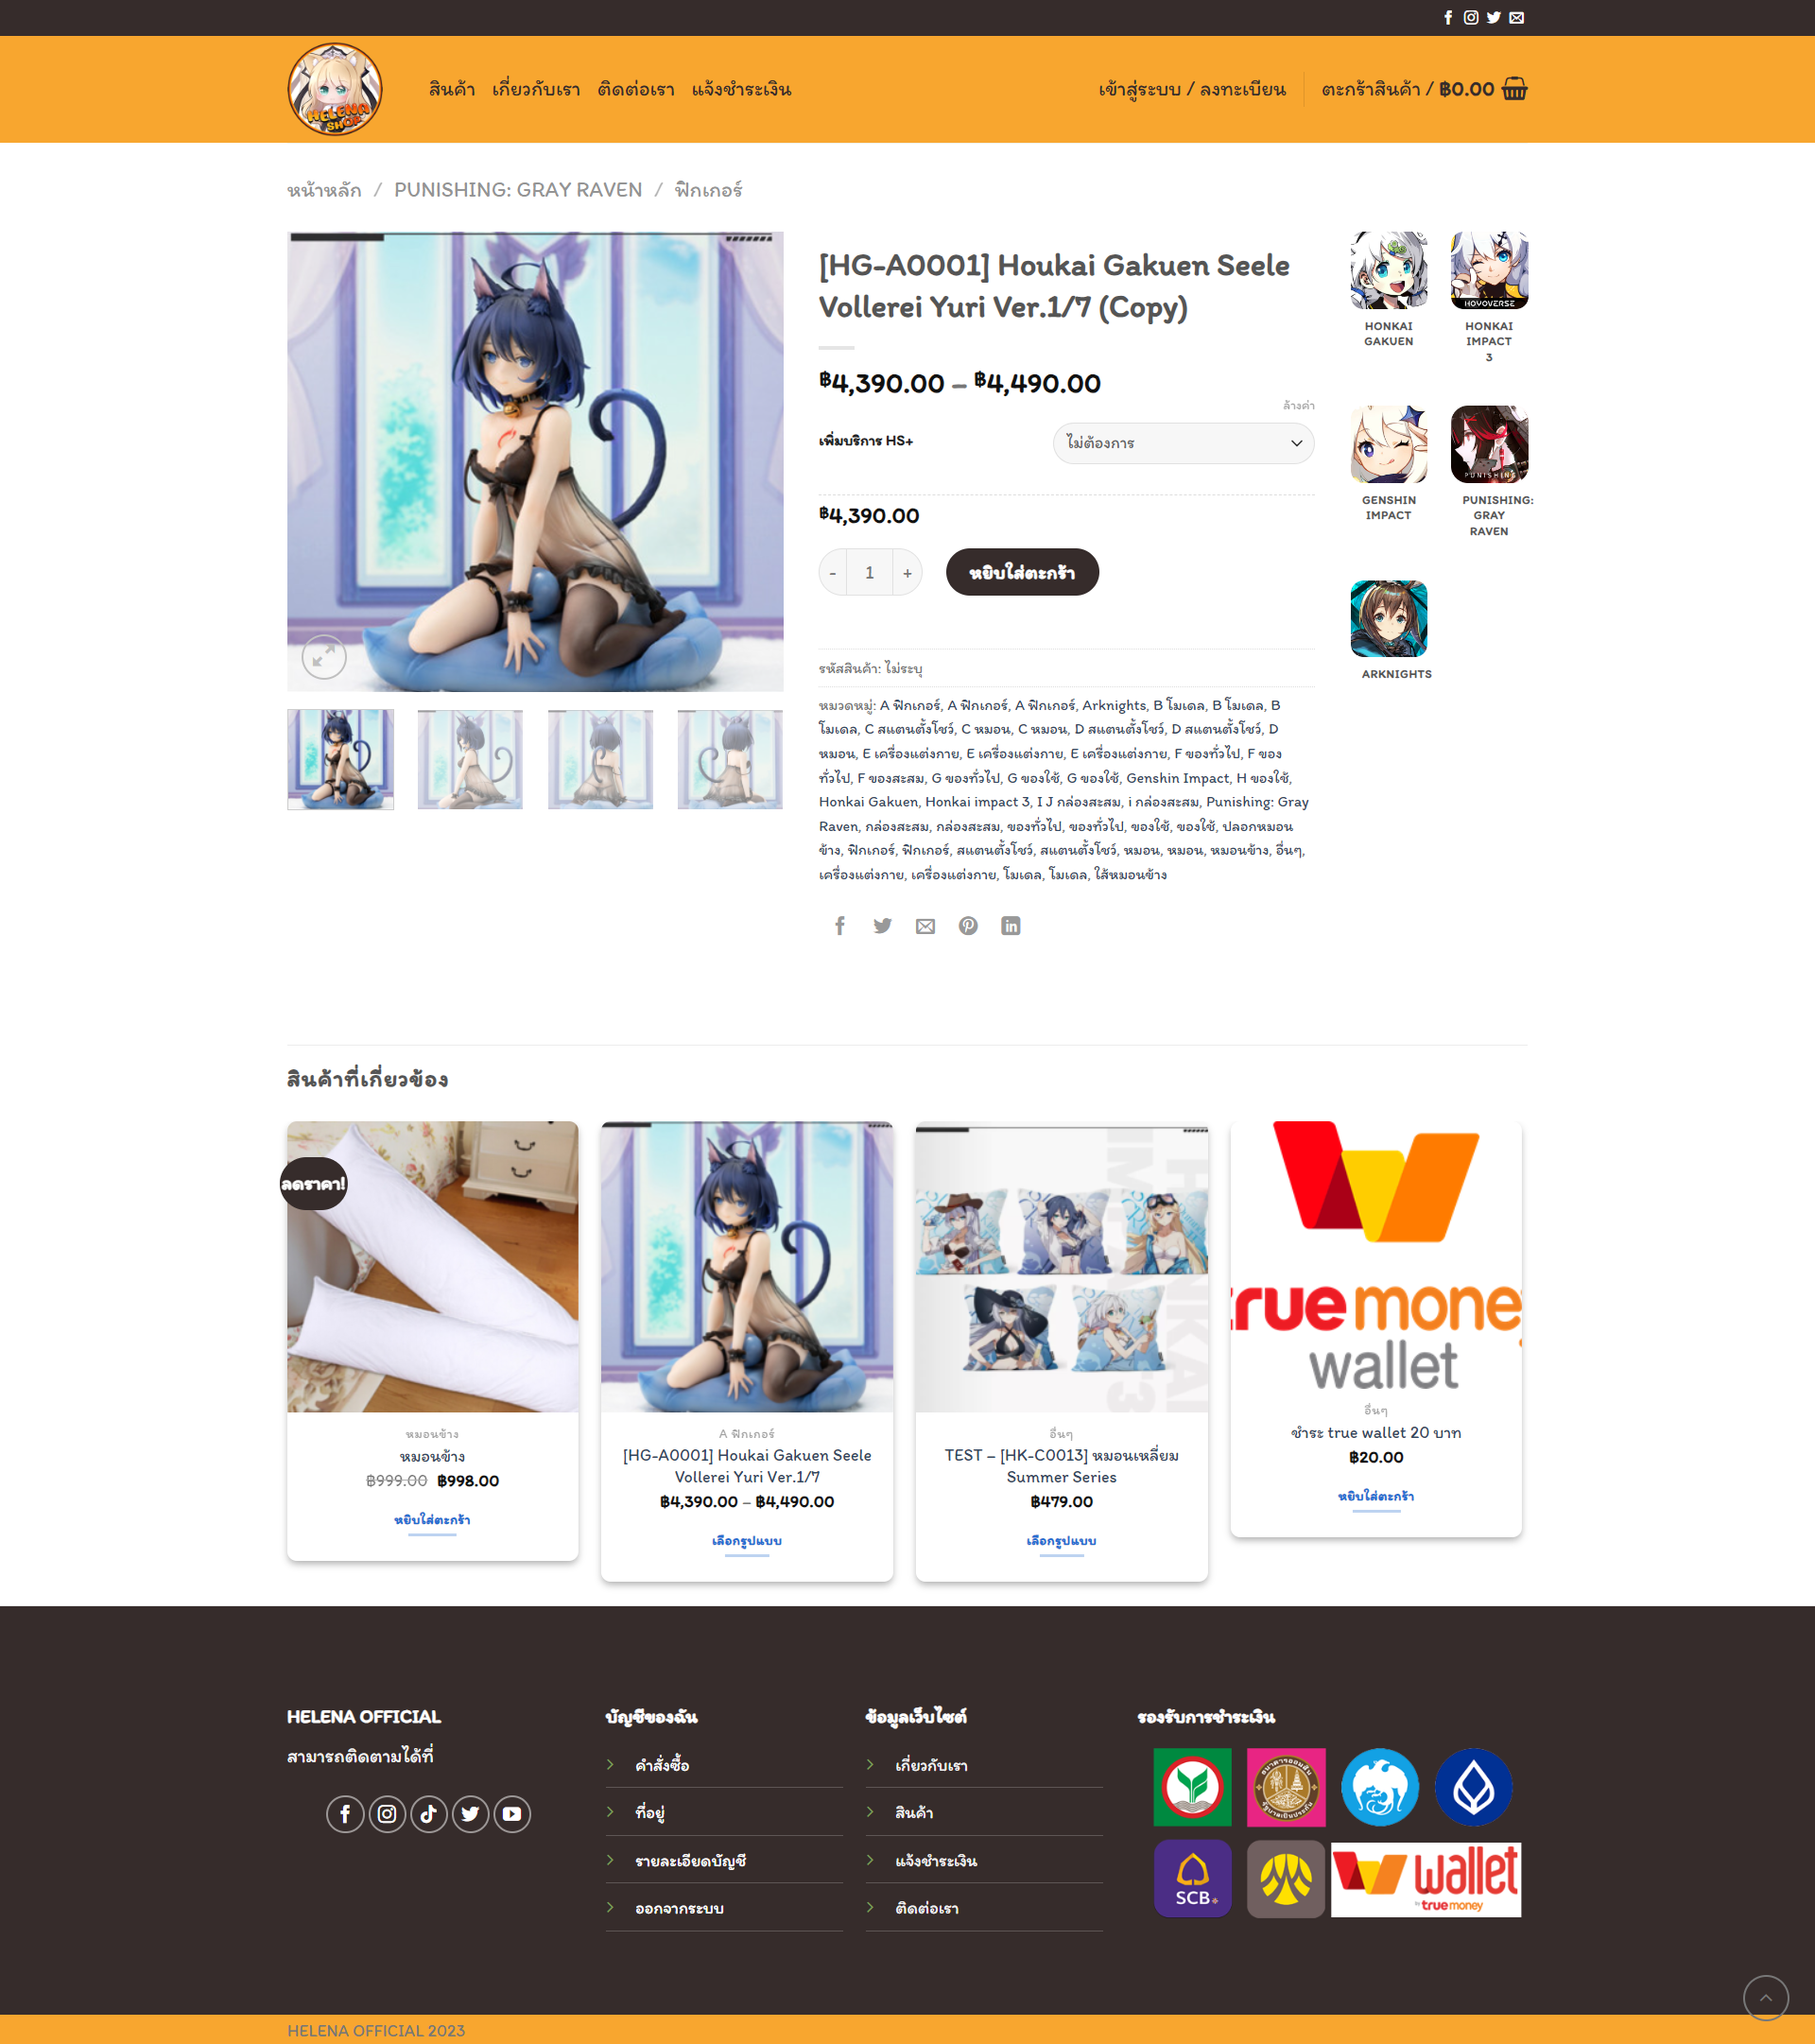 HELENA
SHOP
สินค้า เกี่ยวกับเรา ติดต่อเรา แจ้งชำระเงิน
เข้าสู่ระบบ / ลงทะเบียน
ตะกร้าสินค้า / ฿0.00
หน้าหลัก / PUNISHING: GRAY RAVEN / ฟิกเกอร์
[HG-A0001] Houkai Gakuen Seele
Vollerei Yuri Ver.1/7 (Copy)
฿4,390.00 – ฿4,490.00
ล้างค่า
เพิ่มบริการ HS+
ไม่ต้องการ
฿4,390.00
- 1 +
หยิบใส่ตะกร้า
รหัสสินค้า: ไม่ระบุ
หมวดหมู่: A ฟิกเกอร์, A ฟิกเกอร์, A ฟิกเกอร์, Arknights, B โมเดล, B โมเดล, B
โมเดล, C สแตนตั้งโชว์, C หมอน, C หมอน, D สแตนตั้งโชว์, D สแตนตั้งโชว์, D
หมอน, E เครื่องแต่งกาย, E เครื่องแต่งกาย, E เครื่องแต่งกาย, F ของทั่วไป, F ของ
ทั่วไป, F ของสะสม, G ของทั่วไป, G ของใช้, G ของใช้, Genshin Impact, H ของใช้,
Honkai Gakuen, Honkai impact 3, I J กล่องสะสม, i กล่องสะสม, Punishing: Gray
Raven, กล่องสะสม, กล่องสะสม, ของทั่วไป, ของทั่วไป, ของใช้, ของใช้, ปลอกหมอน
ข้าง, ฟิกเกอร์, ฟิกเกอร์, สแตนตั้งโชว์, สแตนตั้งโชว์, หมอน, หมอน, หมอนข้าง, อื่นๆ,
เครื่องแต่งกาย, เครื่องแต่งกาย, โมเดล, โมเดล, ใส้หมอนข้าง
HOYOVERSE
HONKAI
GAKUEN
HONKAI
IMPACT
3
PUNISHING
GENSHIN
IMPACT
PUNISHING:
GRAY
RAVEN
ARKNIGHTS
สินค้าที่เกี่ยวข้อง
ลดราคา!
หมอนข้าง
หมอนข้าง
฿999.00 ฿998.00
หยิบใส่ตะกร้า
A ฟิกเกอร์
[HG-A0001] Houkai Gakuen Seele
Vollerei Yuri Ver.1/7
฿4,390.00 – ฿4,490.00
เลือกรูปแบบ
อื่นๆ
TEST – [HK-C0013] หมอนเหลี่ยม
Summer Series
฿479.00
เลือกรูปแบบ
true money
wallet
อื่นๆ
ชำระ true wallet 20 บาท
฿20.00
หยิบใส่ตะกร้า
HELENA OFFICIAL
สามารถติดตามได้ที่
บัญชีของฉัน
คำสั่งซื้อ
ที่อยู่
รายละเอียดบัญชี
ออกจากระบบ
ข้อมูลเว็บไซต์
เกี่ยวกับเรา
สินค้า
แจ้งชำระเงิน
ติดต่อเรา
รองรับการชำระเงิน
ธนาคารออมสิน
รัฐบาลเป็นประกัน
SCB
wallet
by truemoney
HELENA OFFICIAL 2023